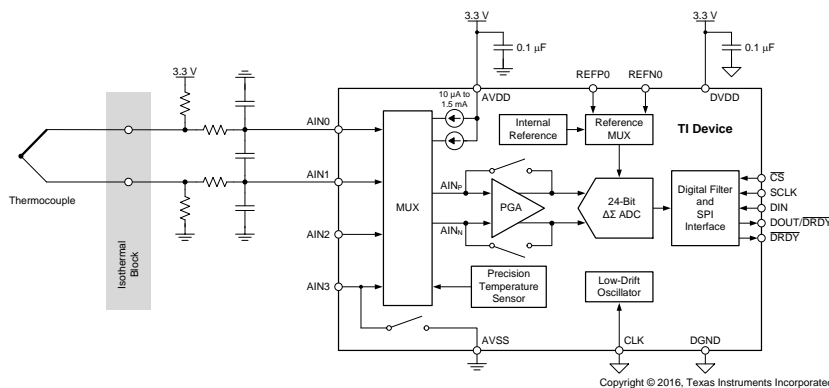 3.3 V
3.3 V
0.1 μF
0.1 μF
3.3 V
10 μA to
1.5 mA
AVDD
REFP0
REFN0
DVDD
Internal
Reference
Reference
MUX
TI Device
AIN0
AIN1
AIN2
AIN3
MUX
AINP
AINN
PGA
24-Bit
ΔΣ ADC
Digital Filter
and
SPI
Interface
CS
SCLK
DIN
DOUT/DRDY
DRDY
Thermocouple
Isothermal
Block
Precision
Temperature
Sensor
Low-Drift
Oscillator
AVSS
CLK
DGND
Copyright © 2016, Texas Instruments Incorporated